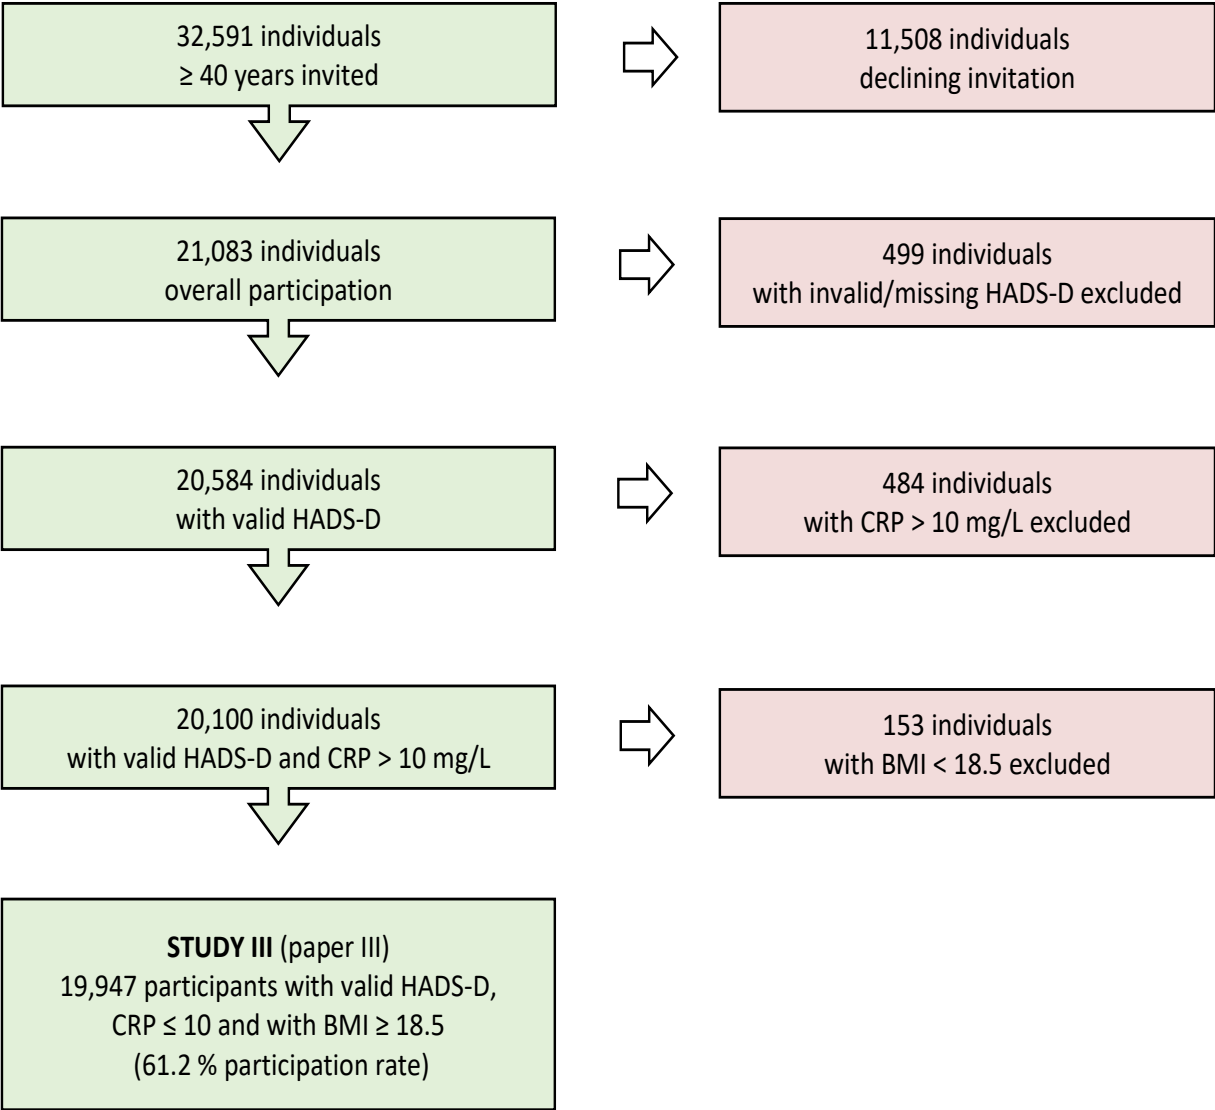 32,591 individuals
≥ 40 years invited
11,508 individuals
declining invitation
21,083 individuals
overall participation
499 individuals
with invalid/missing HADS-D excluded
20,584 individuals
with valid HADS-D
484 individuals
with CRP > 10 mg/L excluded
20,100 individuals
with valid HADS-D and CRP > 10 mg/L
153 individuals
with BMI < 18.5 excluded
STUDY III (paper III)
19,947 participants with valid HADS-D,
CRP ≤ 10 and with BMI ≥ 18.5
(61.2 % participation rate)